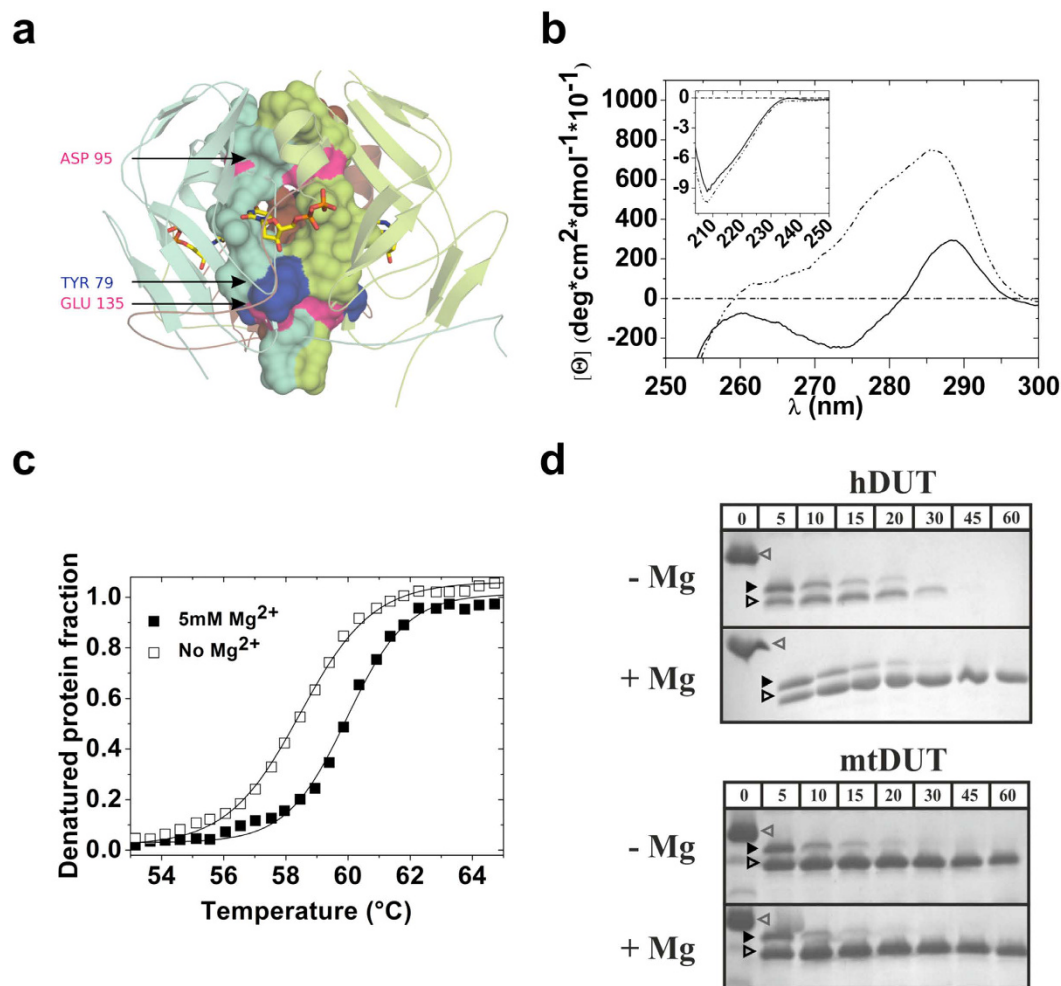 a
ASP 95
TYR 79
GLU 135
b
[Θ] (deg*cm²*dmol⁻¹*10⁻¹)
1000
800
600
400
200
0
-200
0
-3
-6
-9
210 220 230 240 250
250 260 270 280 290 300
λ (nm)
c
Denatured protein fraction
1.0
0.8
0.6
0.4
0.2
0.0
5mM Mg²⁺
No Mg²⁺
54 56 58 60 62 64
Temperature (°C)
d
hDUT
0 5 10 15 20 30 45 60
- Mg
+ Mg
mtDUT
0 5 10 15 20 30 45 60
- Mg
+ Mg